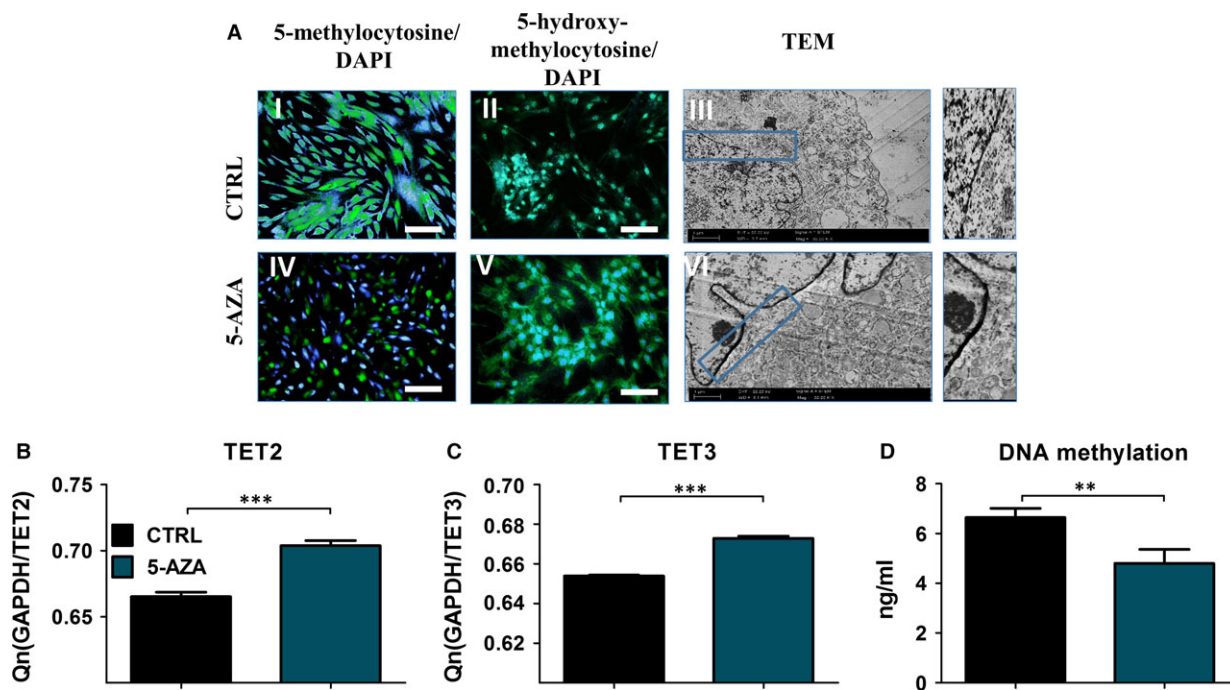 A
5-methylocytosine/
DAPI
5-hydroxy-
methylocytosine/
DAPI
TEM
CTRL
I
II
III
5-AZA
IV
V
VI
B
TET2
Qn(GAPDH/TET2)
0.75
0.70
0.65
***
CTRL
5-AZA
C
TET3
Qn(GAPDH/TET3)
0.70
0.68
0.66
0.64
0.62
***
D
DNA methylation
ng/ml
8
6
4
2
0
**